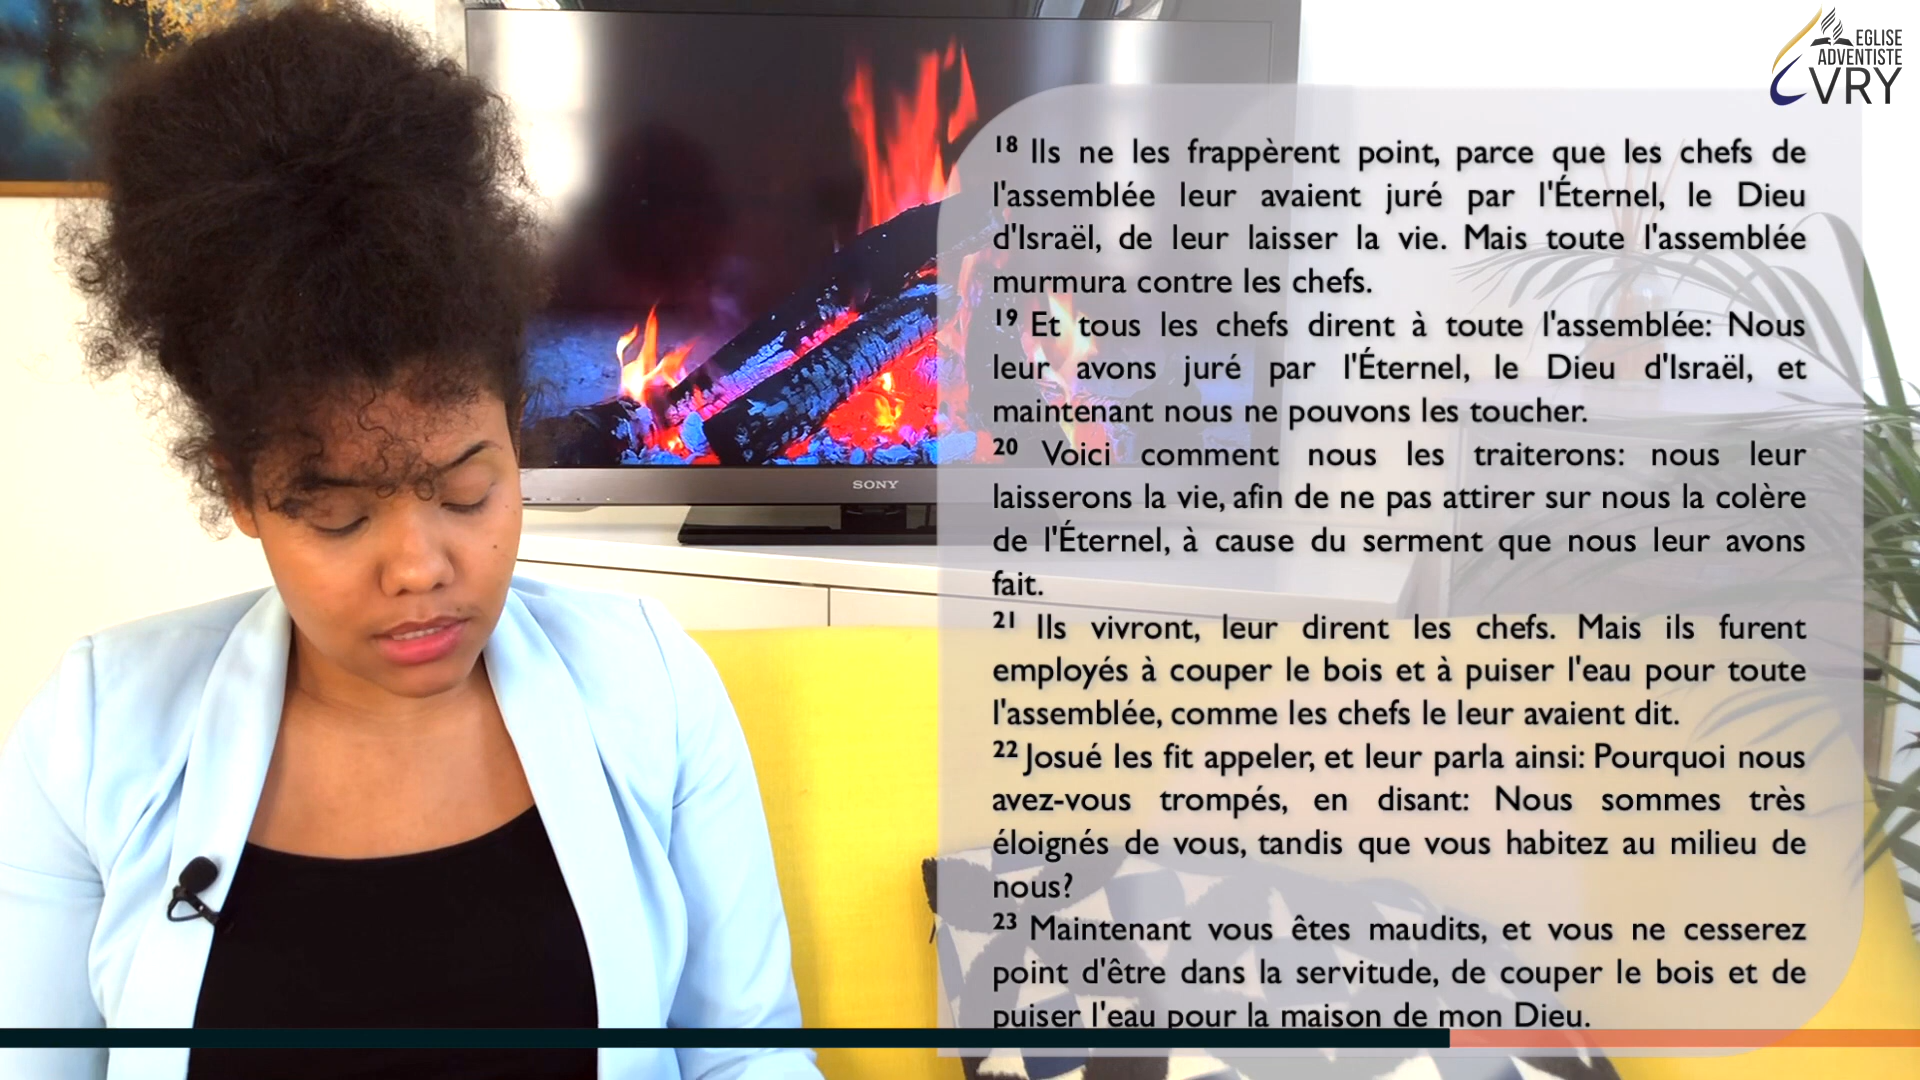 EGLISE
ADVENTISTE
VRY
18 Ils ne les frappèrent point, parce que les chefs de
l'assemblée leur avaient juré par l'Éternel, le Dieu
d'Israël, de leur laisser la vie. Mais toute l'assemblée
murmura contre les chefs.
19 Et tous les chefs dirent à toute l'assemblée: Nous
leur avons juré par l'Éternel, le Dieu d'Israël, et
maintenant nous ne pouvons les toucher.
20 Voici comment nous les traiterons: nous leur
laisserons la vie, afin de ne pas attirer sur nous la colère
de l'Éternel, à cause du serment que nous leur avons
fait.
21 Ils vivront, leur dirent les chefs. Mais ils furent
employés à couper le bois et à puiser l'eau pour toute
l'assemblée, comme les chefs le leur avaient dit.
22 Josué les fit appeler, et leur parla ainsi: Pourquoi nous
avez-vous trompés, en disant: Nous sommes très
éloignés de vous, tandis que vous habitez au milieu de
nous?
23 Maintenant vous êtes maudits, et vous ne cesserez
point d'être dans la servitude, de couper le bois et de
puiser l'eau pour la maison de mon Dieu.
SONY